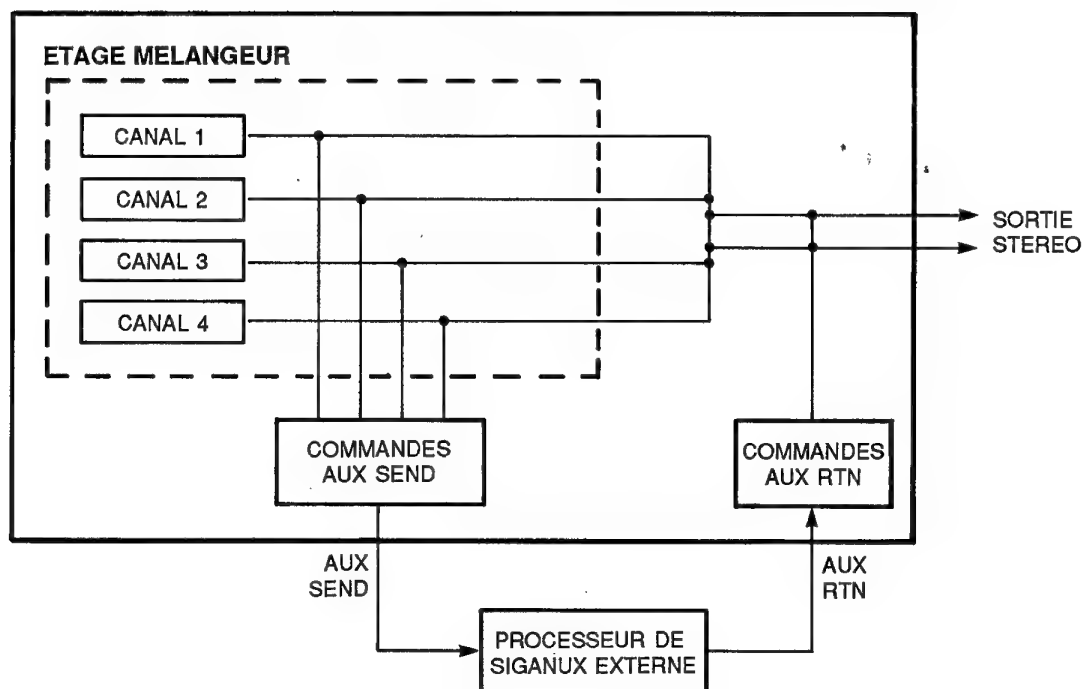 ETAGE MELANGEUR
CANAL 1
CANAL 2
CANAL 3
CANAL 4
SORTIE
STEREO
COMMANDES
AUX SEND
COMMANDES
AUX RTN
AUX
SEND
AUX
RTN
PROCESSEUR DE
SIGANUX EXTERNE